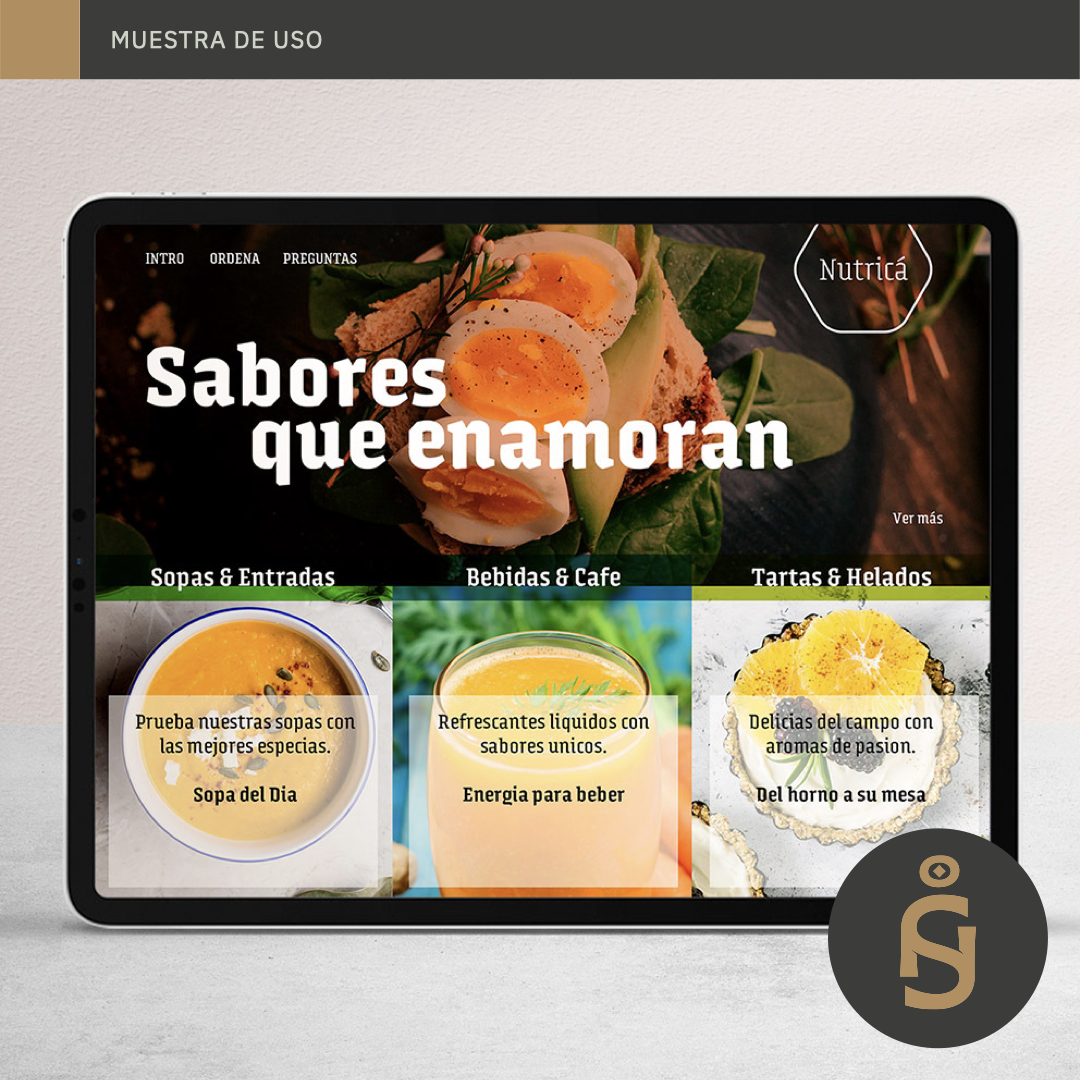 MUESTRA DE USO
INTRO ORDENA PREGUNTAS
Nutricá
Sabores
que enamoran
Ver más
Sopas & Entradas
Prueba nuestras sopas con
las mejores especias.
Sopa del Dia
Bebidas & Cafe
Refrescantes liquidos con
sabores unicos.
Energia para beber
Tartas & Helados
Delicias del campo con
aromas de pasion.
Del horno a su mesa